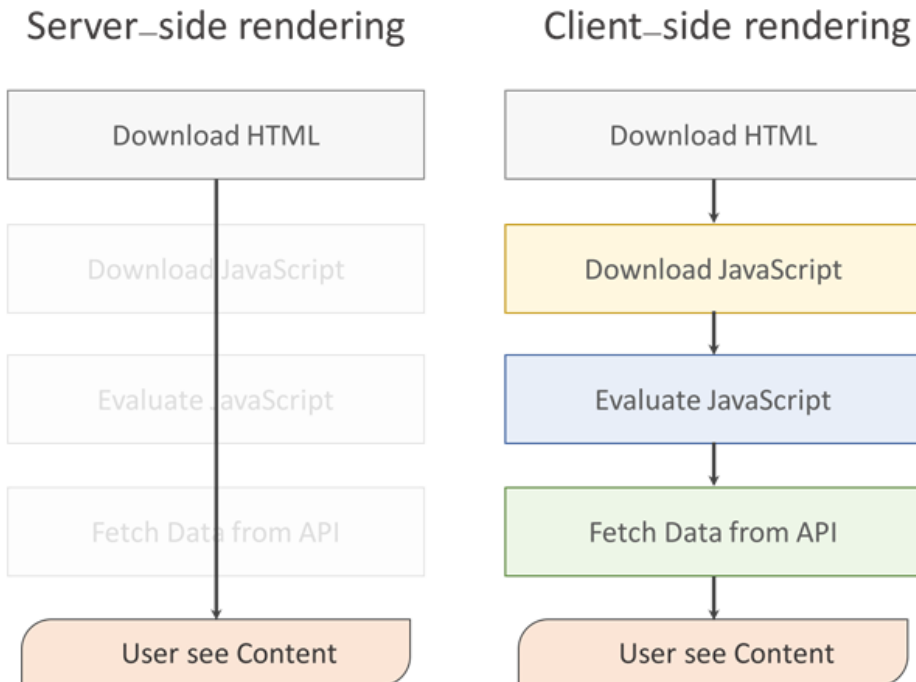 Server–side rendering
Download HTML
Download JavaScript
Evaluate JavaScript
Fetch Data from API
User see Content
Client–side rendering
Download HTML
Download JavaScript
Evaluate JavaScript
Fetch Data from API
User see Content